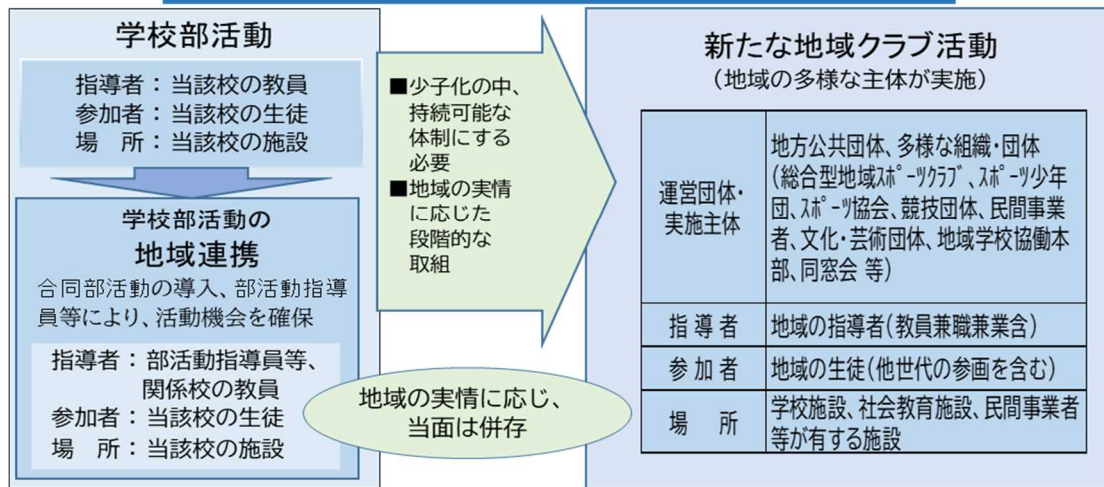 学校部活動
指導者：当該校の教員
参加者：当該校の生徒
場　所：当該校の施設
学校部活動の
地域連携
合同部活動の導入、部活動指導
員等により、活動機会を確保
指導者：部活動指導員等、
関係校の教員
参加者：当該校の生徒
場　所：当該校の施設
■少子化の中、
持続可能な
体制にする
必要
■地域の実情
に応じた
段階的な
取組
地域の実情に応じ、
当面は併存
新たな地域クラブ活動
（地域の多様な主体が実施）
運営団体・
実施主体
地方公共団体、多様な組織・団体
(総合型地域ｽﾎﾟｰﾂｸﾗﾌﾞ、ｽﾎﾟｰﾂ少年
団、ｽﾎﾟｰﾂ協会、競技団体、民間事業
者、文化・芸術団体、地域学校協働本
部、同窓会 等)
指 導 者
地域の指導者(教員兼職兼業含)
参 加 者
地域の生徒(他世代の参画を含む)
場　所
学校施設、社会教育施設、民間事業者
等が有する施設